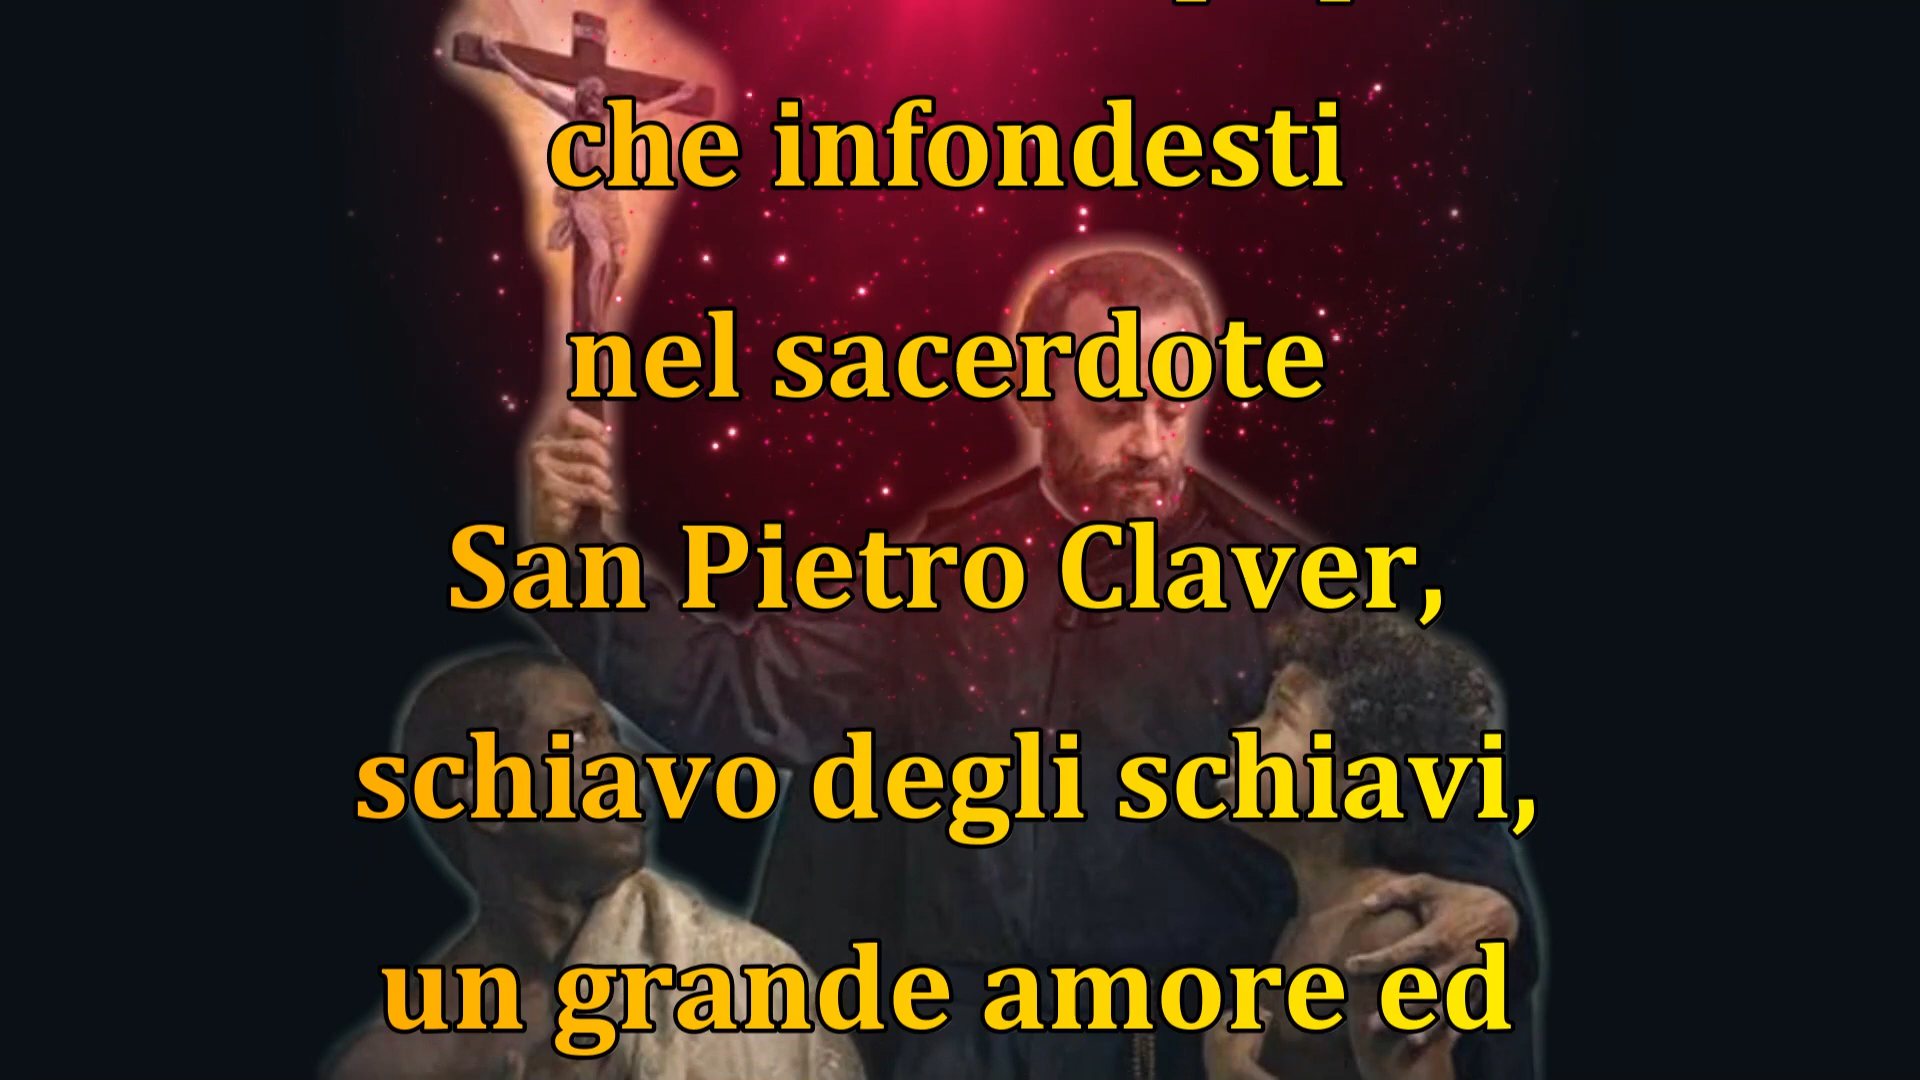 che infondesti
nel sacerdote
San Pietro Claver,
schiavo degli schiavi,
un grande amore ed